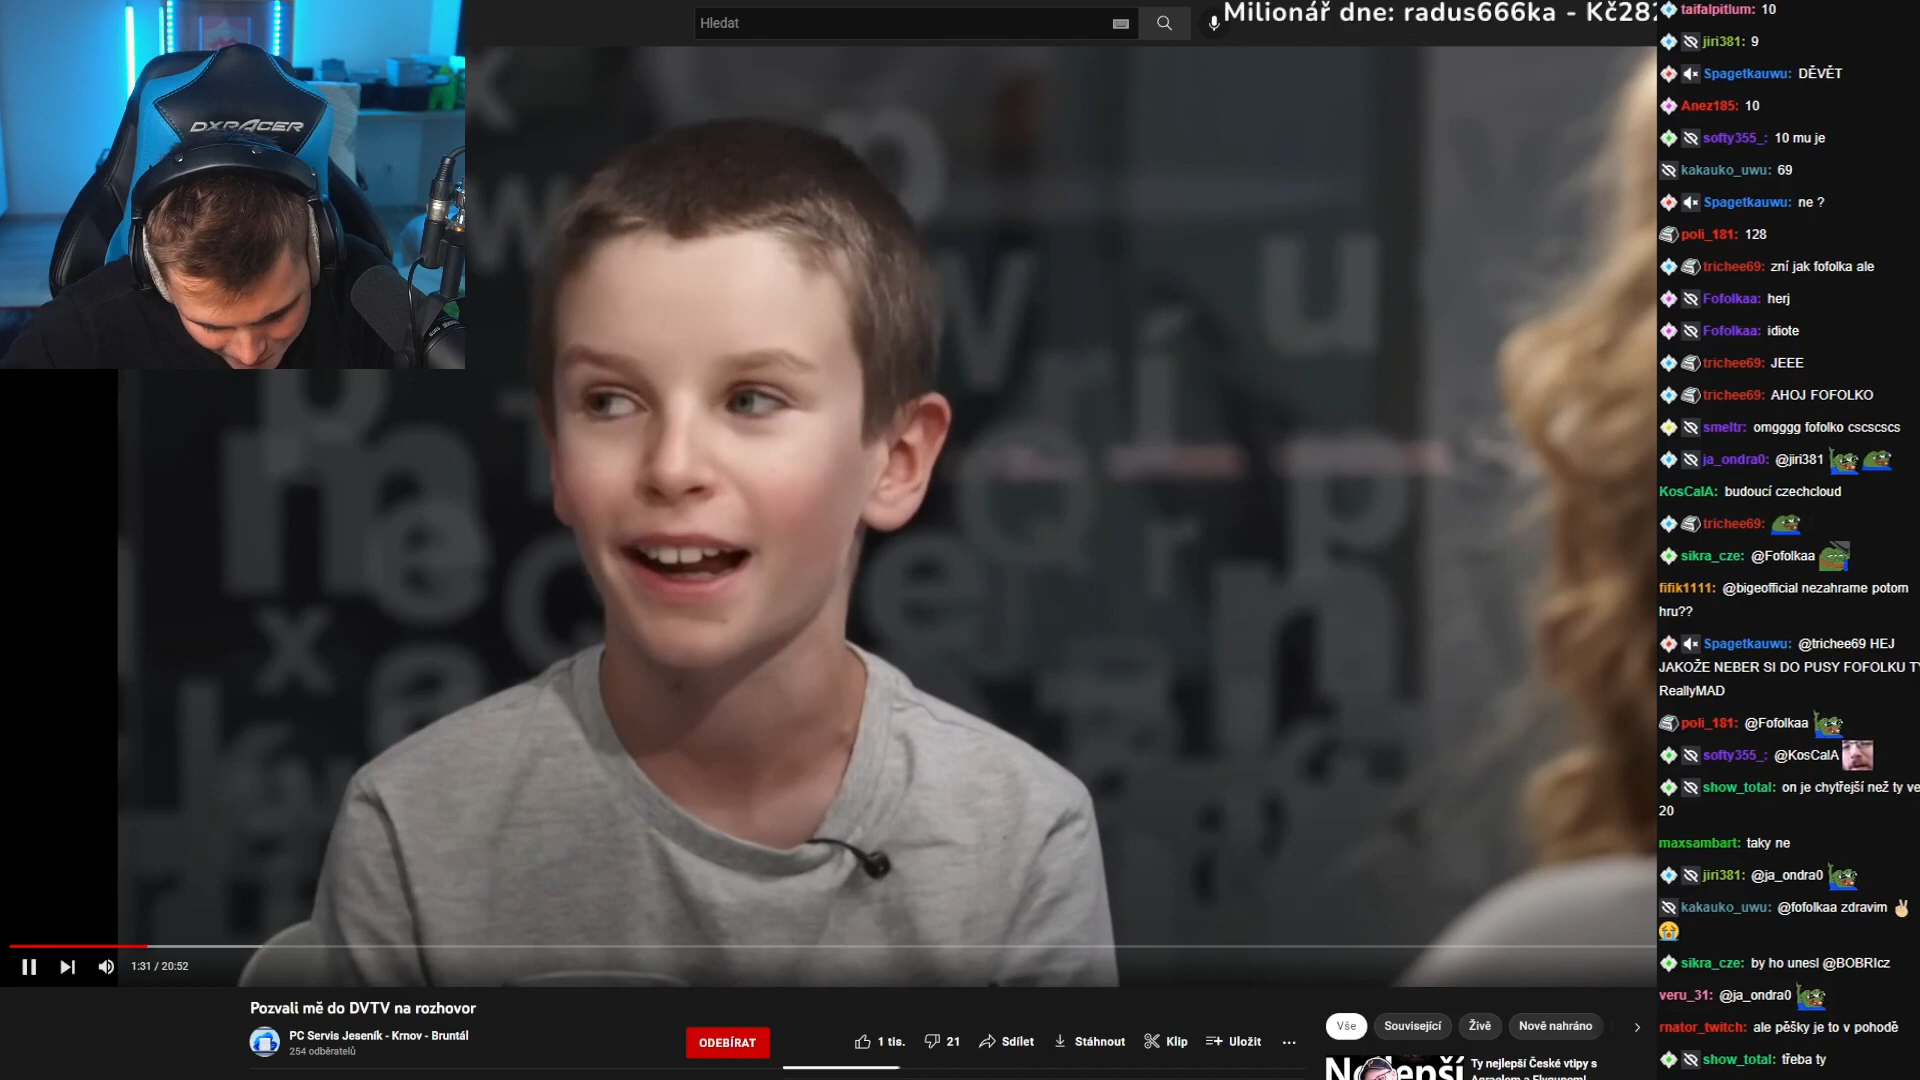 DXRACER
Hledat
Milionář dne: radus666ka - Kč282
Pozvali mě do DVTV na rozhovor
PC Servis Jeseník - Krnov - Bruntál
254 odběratelů
ODEBÍRAT
1 tis.
21
Sdílet
Stáhnout
Klip
Uložit
1:31 / 20:52
Vše
Související
Živě
Nově nahráno
Ty nejlepší České vtipy s
Agraelem a Flygunem!
taifalpitlum: 10
jiri381: 9
Spagetkauwu: DĚVĚT
Anez185: 10
softy355_: 10 mu je
kakauko_uwu: 69
Spagetkauwu: ne ?
poli_181: 128
trichee69: zní jak fofolka ale
Fofolkaa: herj
Fofolkaa: idiote
trichee69: JEEE
trichee69: AHOJ FOFOLKO
smeltr: omgggg fofolko cscscscs
ja_ondra0: @jiri381
KosCalA: budoucí czechcloud
trichee69:
sikra_cze: @Fofolkaa
fifik1111: @bigeofficial nezahrame potom
hru??
Spagetkauwu: @trichee69 HEJ
JAKOŽE NEBER SI DO PUSY FOFOLKU TY
ReallyMAD
poli_181: @Fofolkaa
softy355_: @KosCalA
show_total: on je chytřejší než ty ve
20
maxsambart: taky ne
jiri381: @ja_ondra0
kakauko_uwu: @fofolkaa zdravim ✌🏻
😭
sikra_cze: by ho unesl @BOBRIcz
veru_31: @ja_ondra0
rnator_twitch: ale pěšky je to v pohodě
show_total: třeba ty